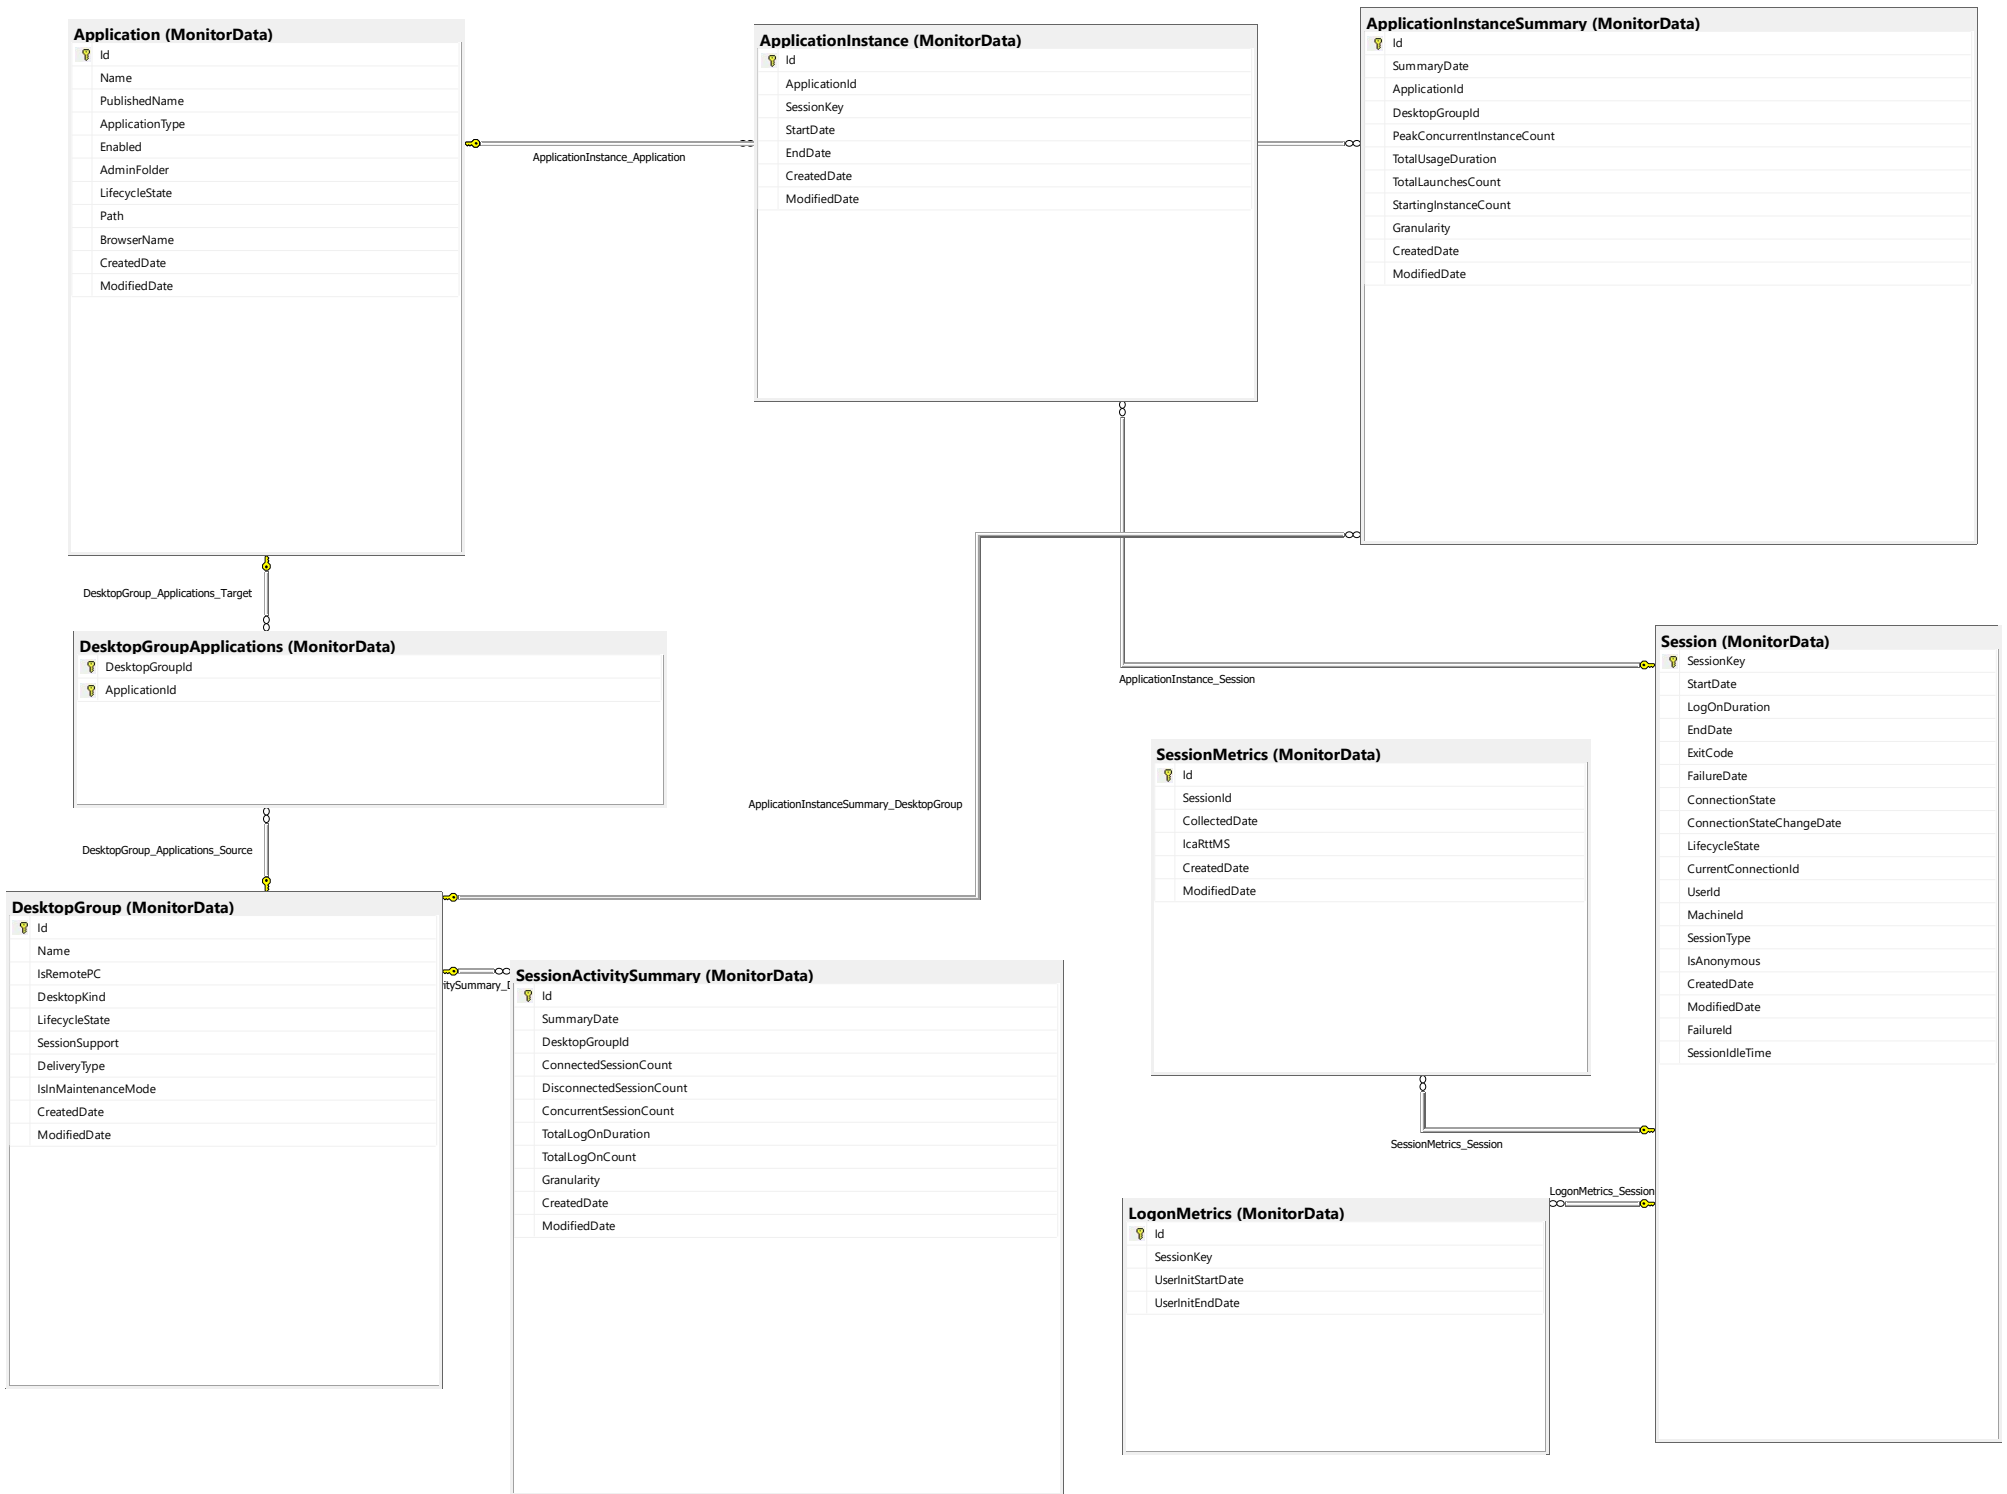 Application (MonitorData)
Id
Name
PublishedName
ApplicationType
Enabled
AdminFolder
LifecycleState
Path
BrowserName
CreatedDate
ModifiedDate
ApplicationInstance_Application
ApplicationInstance (MonitorData)
Id
ApplicationId
SessionKey
StartDate
EndDate
CreatedDate
ModifiedDate
ApplicationInstanceSummary (MonitorData)
Id
SummaryDate
ApplicationId
DesktopGroupId
PeakConcurrentInstanceCount
TotalUsageDuration
TotalLaunchesCount
StartingInstanceCount
Granularity
CreatedDate
ModifiedDate
DesktopGroup_Applications_Target
DesktopGroupApplications (MonitorData)
DesktopGroupId
ApplicationId
DesktopGroup_Applications_Source
ApplicationInstanceSummary_DesktopGroup
ApplicationInstance_Session
Session (MonitorData)
SessionKey
StartDate
LogOnDuration
EndDate
ExitCode
FailureDate
ConnectionState
ConnectionStateChangeDate
LifecycleState
CurrentConnectionId
UserId
MachineId
SessionType
IsAnonymous
CreatedDate
ModifiedDate
FailureId
SessionIdleTime
SessionMetrics (MonitorData)
Id
SessionId
CollectedDate
IcaRttMS
CreatedDate
ModifiedDate
SessionMetrics_Session
DesktopGroup (MonitorData)
Id
Name
IsRemotePC
DesktopKind
LifecycleState
SessionSupport
DeliveryType
IsInMaintenanceMode
CreatedDate
ModifiedDate
itySummary_D
SessionActivitySummary (MonitorData)
Id
SummaryDate
DesktopGroupId
ConnectedSessionCount
DisconnectedSessionCount
ConcurrentSessionCount
TotalLogOnDuration
TotalLogOnCount
Granularity
CreatedDate
ModifiedDate
LogonMetrics_Session
LogonMetrics (MonitorData)
Id
SessionKey
UserInitStartDate
UserInitEndDate